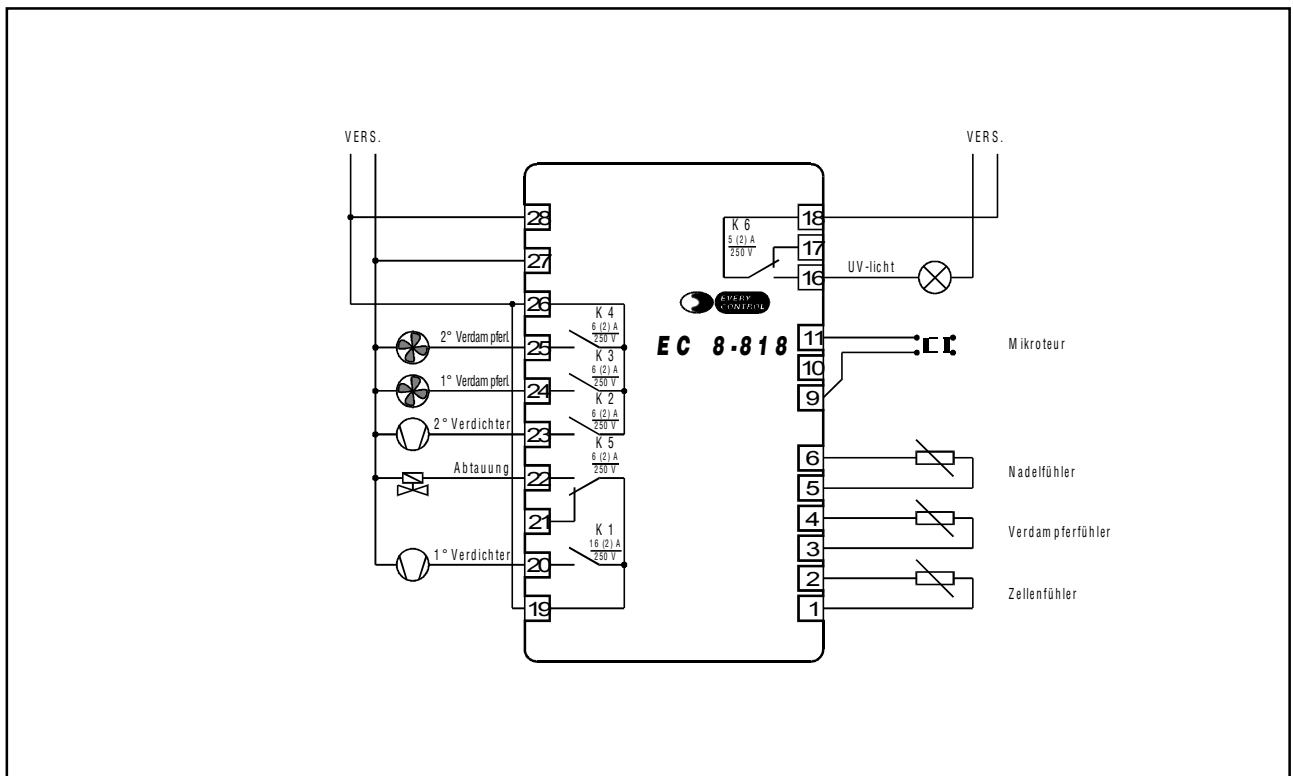 VERS.
VERS.
28
27
26
2° Verdampferl.
25
1° Verdampferl.
24
2° Verdichter
23
Abtauung
22
21
1° Verdichter
20
19
K 4
6 (2) A
250 V
K 3
6 (2) A
250 V
K 2
6 (2) A
250 V
K 5
6 (2) A
250 V
K 1
16 (2) A
250 V
K 6
5 (2) A
250 V
EVERY
CONTROL
EC 8-818
18
17
16
UV-licht
11
10
9
Mikroteur
6
5
Nadelfühler
4
3
Verdampferfühler
2
1
Zellenfühler